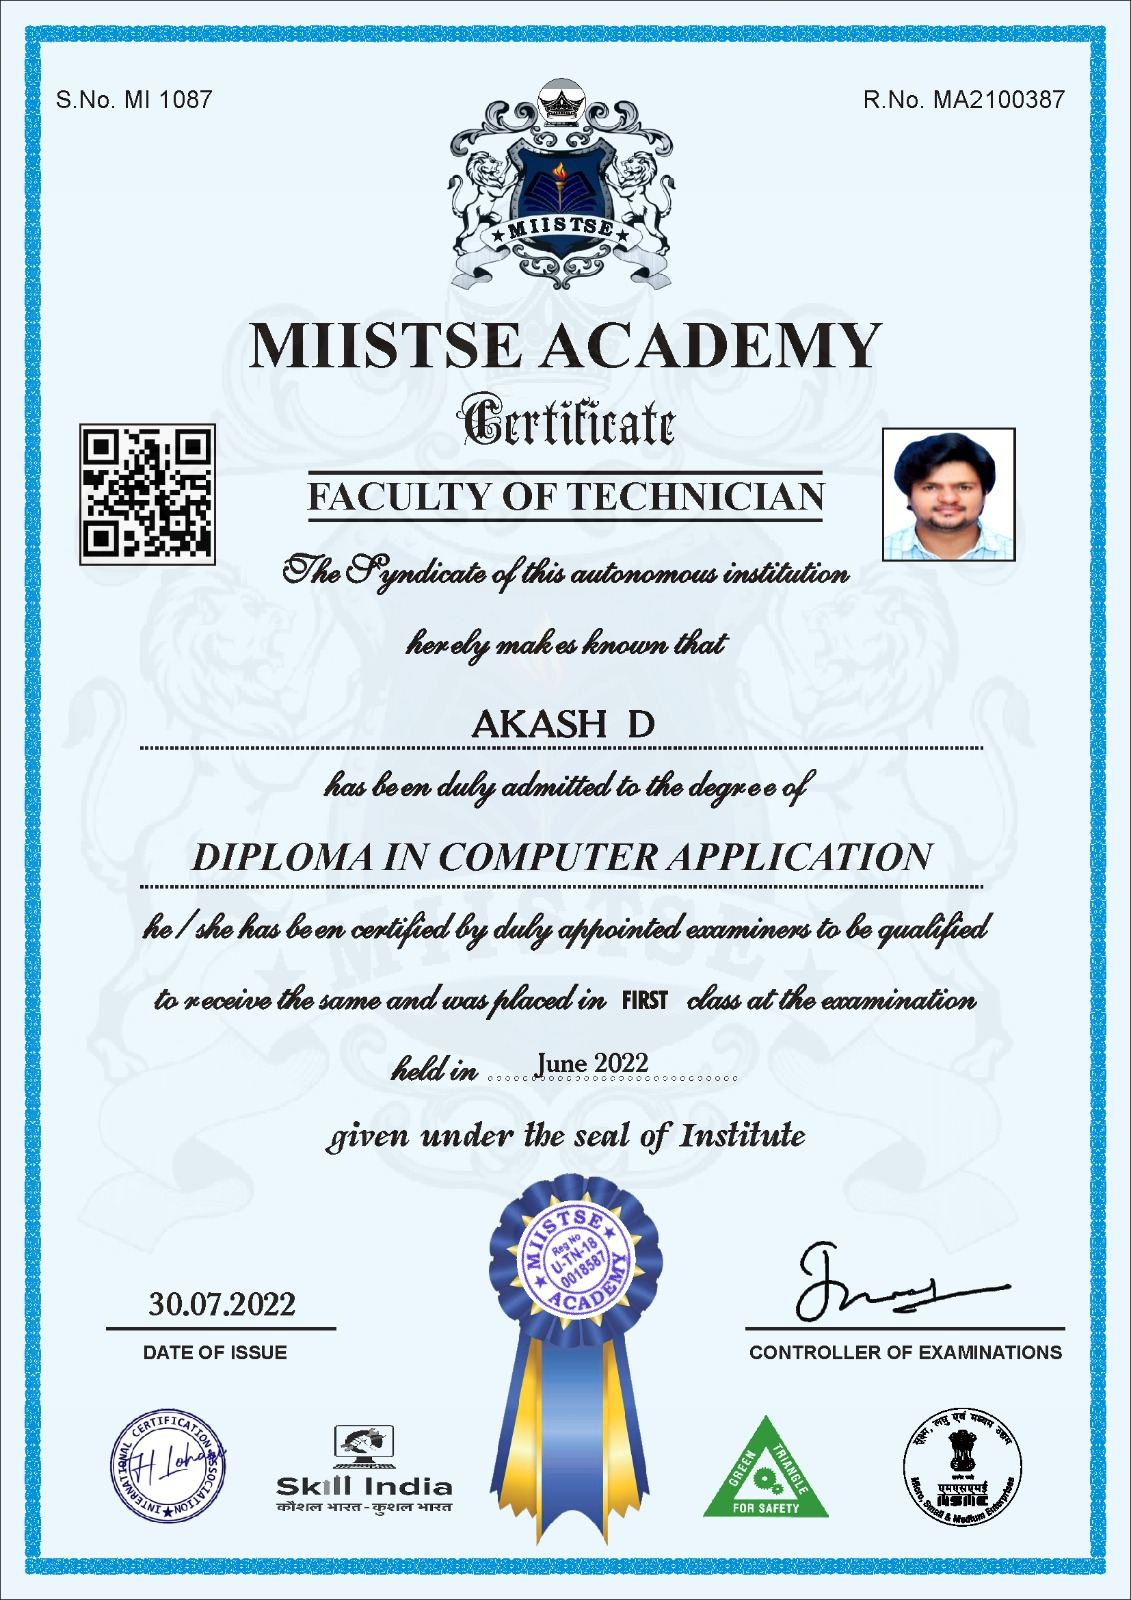 S.No. MI 1087
R.No. MA2100387
★ MIISTSE ★
MIISTSE ACADEMY
Certificate
FACULTY OF TECHNICIAN
The Syndicate of this autonomous institution
herely makes known that
AKASH D
has been duly admitted to the degree of
DIPLOMA IN COMPUTER APPLICATION
he / she has been certified by duly appointed examiners to be qualified
to receive the same and was placed in FIRST class at the examination
held in June 2022
given under the seal of Institute
MIISTSE ACADEMY
Reg No
U-TN-18
0018587
30.07.2022
DATE OF ISSUE
CONTROLLER OF EXAMINATIONS
INTERNATIONAL CERTIFICATION ASSOCIATION
Skill India
कौशल भारत - कुशल भारत
GREEN TRIANGLE
FOR SAFETY
सूक्ष्म, लघु एवं मध्यम उद्यम
एमएसएमई
MSME
Micro, Small & Medium Enterprises